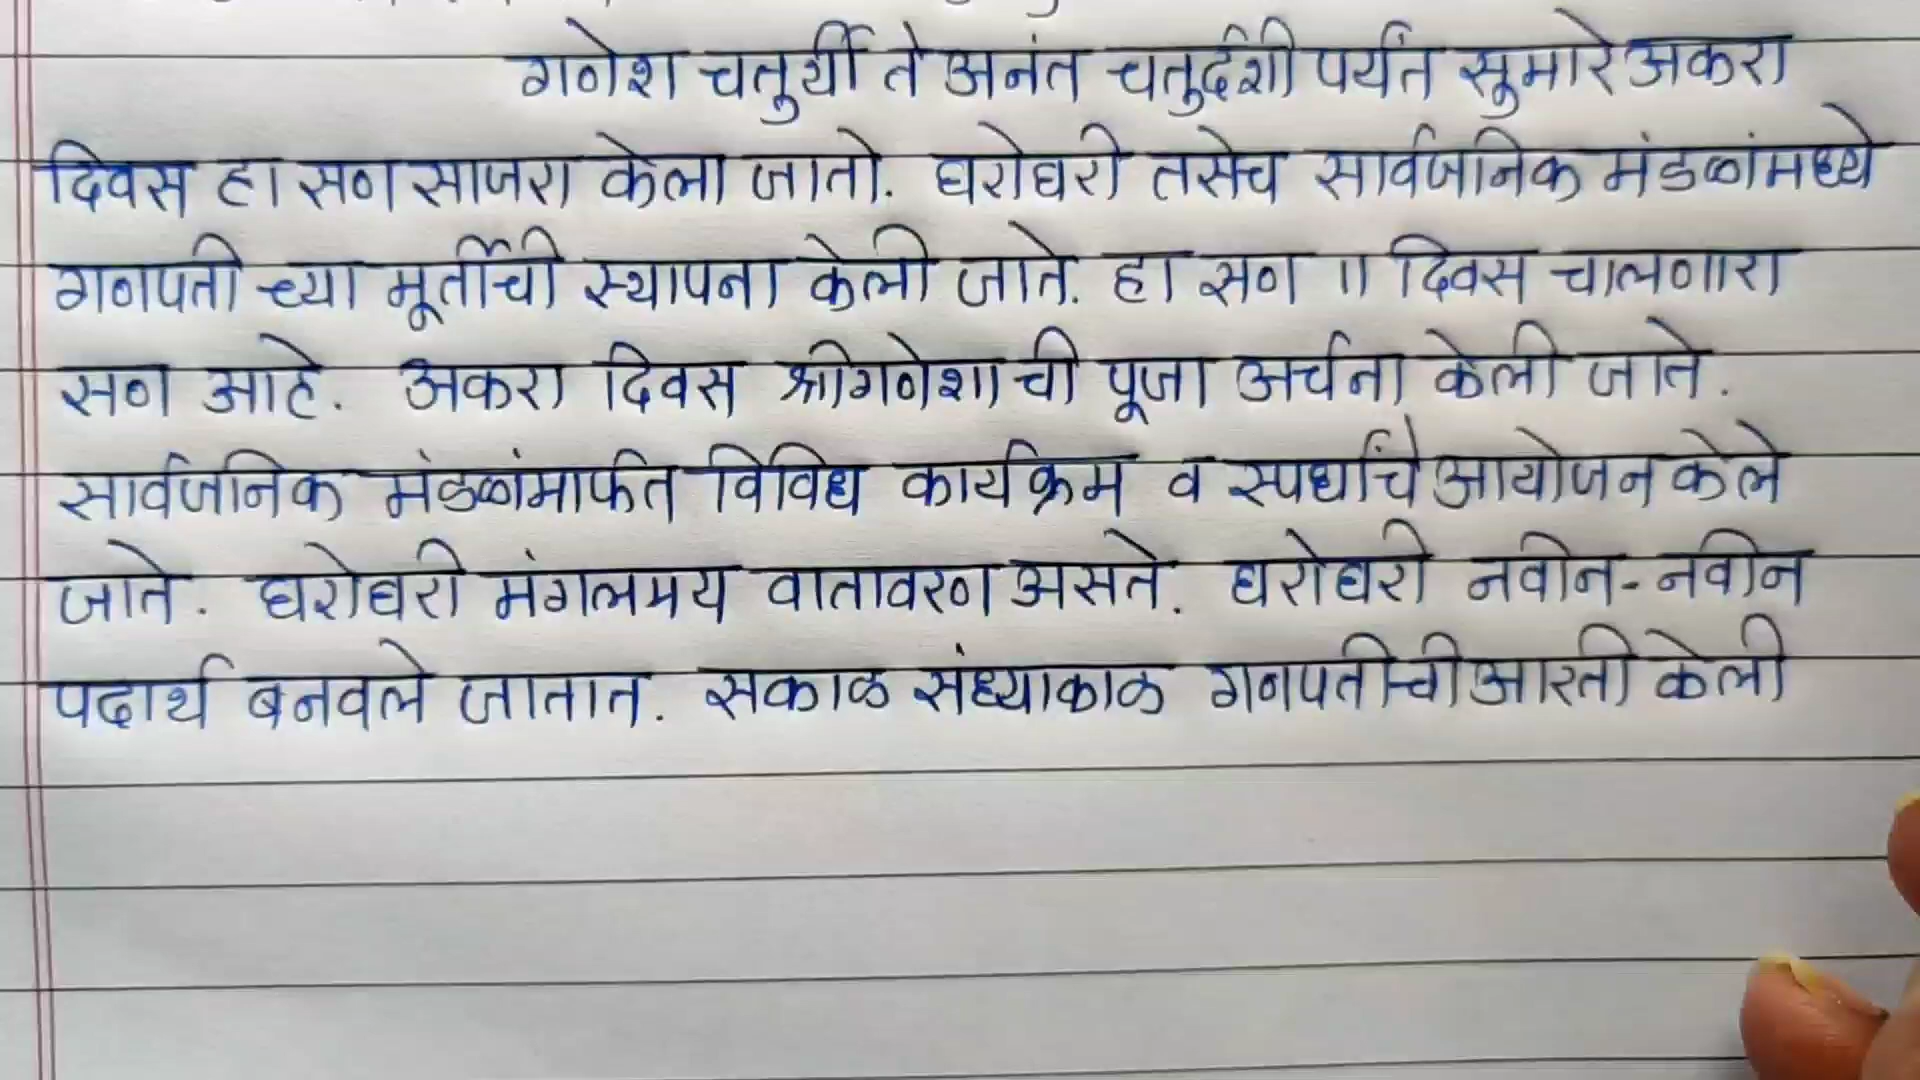 गणेश चतुर्थी ते अनंत चतुर्दशी पर्यंत सुमारे अकरा
दिवस हा सण साजरा केला जातो. घरोघरी तसेच सार्वजनिक मंडळांमध्ये
गणपती च्या मूर्तीची स्थापना केली जाते. हा सण 11 दिवस चालणारा
सण आहे. अकरा दिवस श्रीगणेशा ची पूजा अर्चना केली जाते.
सार्वजनिक मंडळांमार्फत विविध कार्यक्रम व स्पर्धांचे आयोजन केले
जाते. घरोघरी मंगलमय वातावरण असते. घरोघरी नवीन-नवीन
पदार्थ बनवले जातात. सकाळ संध्याकाळ गणपतीची आरती केली